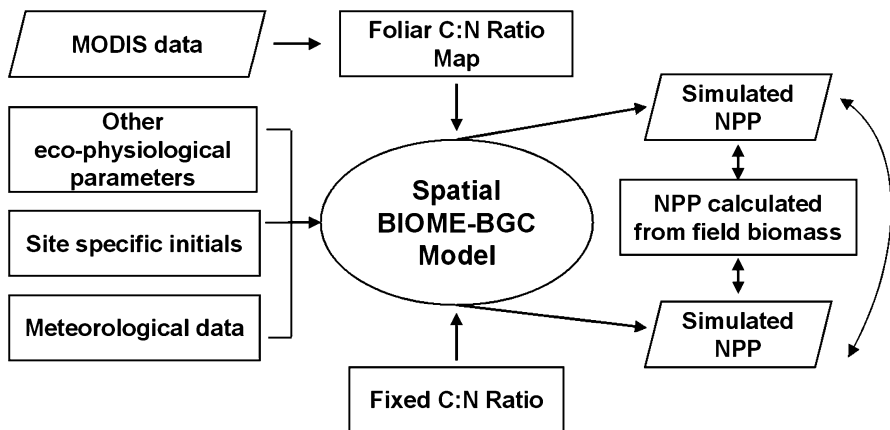 MODIS data
Foliar C:N Ratio
Map
Other
eco-physiological
parameters
Site specific initials
Meteorological data
Spatial
BIOME-BGC
Model
Fixed C:N Ratio
Simulated
NPP
NPP calculated
from field biomass
Simulated
NPP